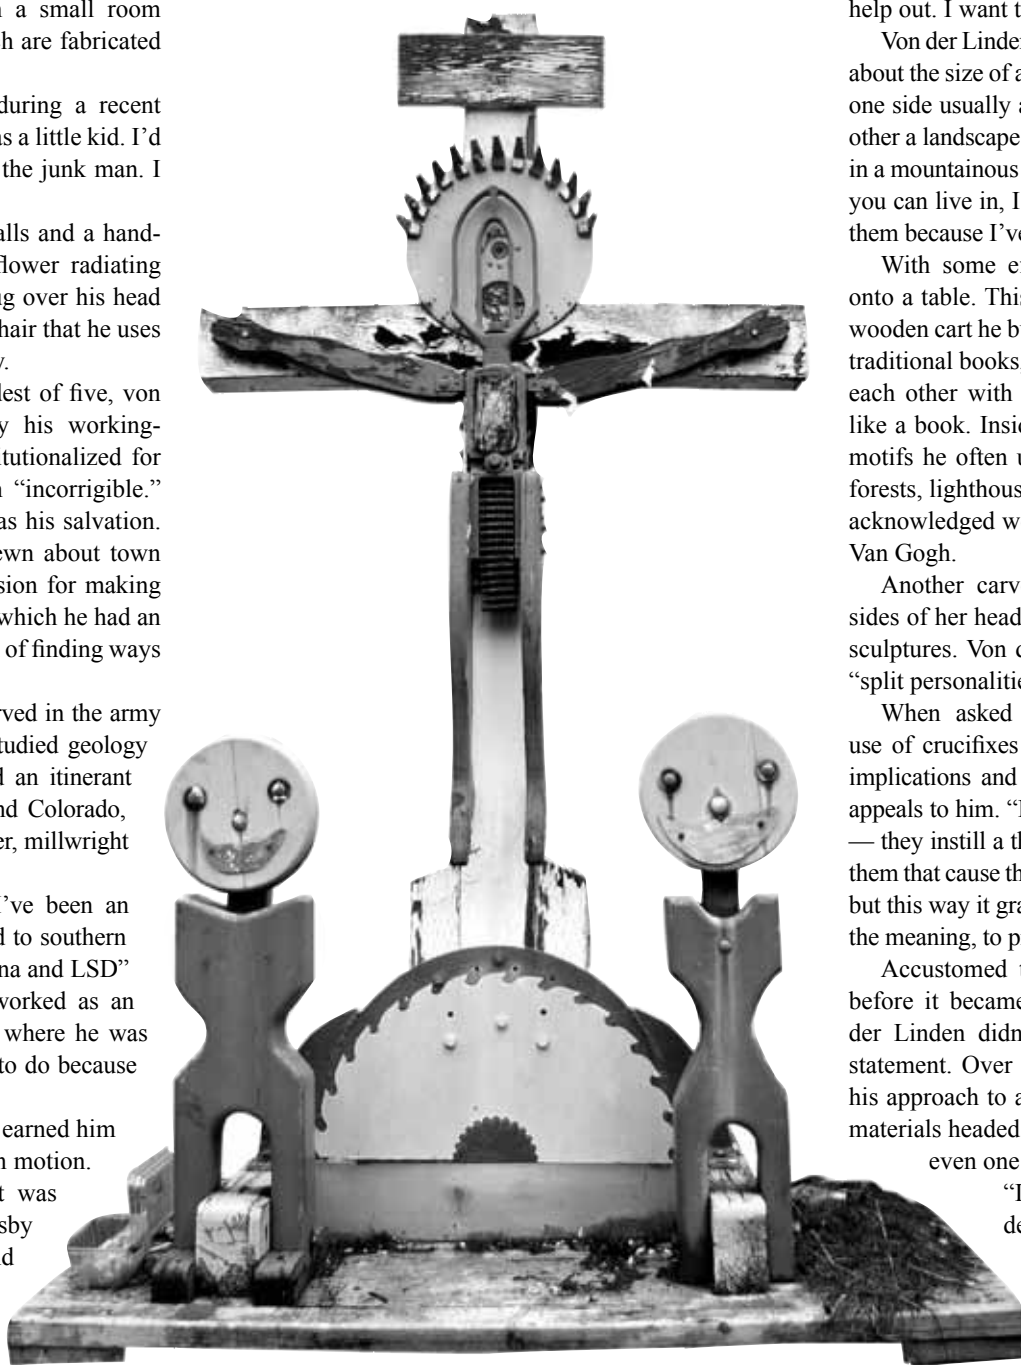 a small room
h are fabricated
during a recent
as a little kid. I’d
the junk man. I
alls and a hand-
flower radiating
g over his head
hair that he uses
y.
lest of five, von
y his working-
tutionalized for
“incorrigible.”
as his salvation.
ewn about town
sion for making
which he had an
of finding ways
rved in the army
tudied geology
d an itinerant
nd Colorado,
er, millwright
I’ve been an
d to southern
na and LSD”
worked as an
where he was
to do because
earned him
n motion.
t was
sby
id
help out. I want t
Von der Linden
about the size of a
one side usually a
other a landscape
in a mountainous
you can live in, I
them because I’ve
With some ef
onto a table. This
wooden cart he b
traditional books,
each other with
like a book. Insid
motifs he often u
forests, lighthous
acknowledged w
Van Gogh.
Another carv
sides of her head
sculptures. Von d
“split personalitie
When asked
use of crucifixes
implications and
appeals to him. “I
— they instill a th
them that cause th
but this way it gra
the meaning, to p
Accustomed t
before it became
der Linden didn
statement. Over
his approach to a
materials headed
even one
“I
de